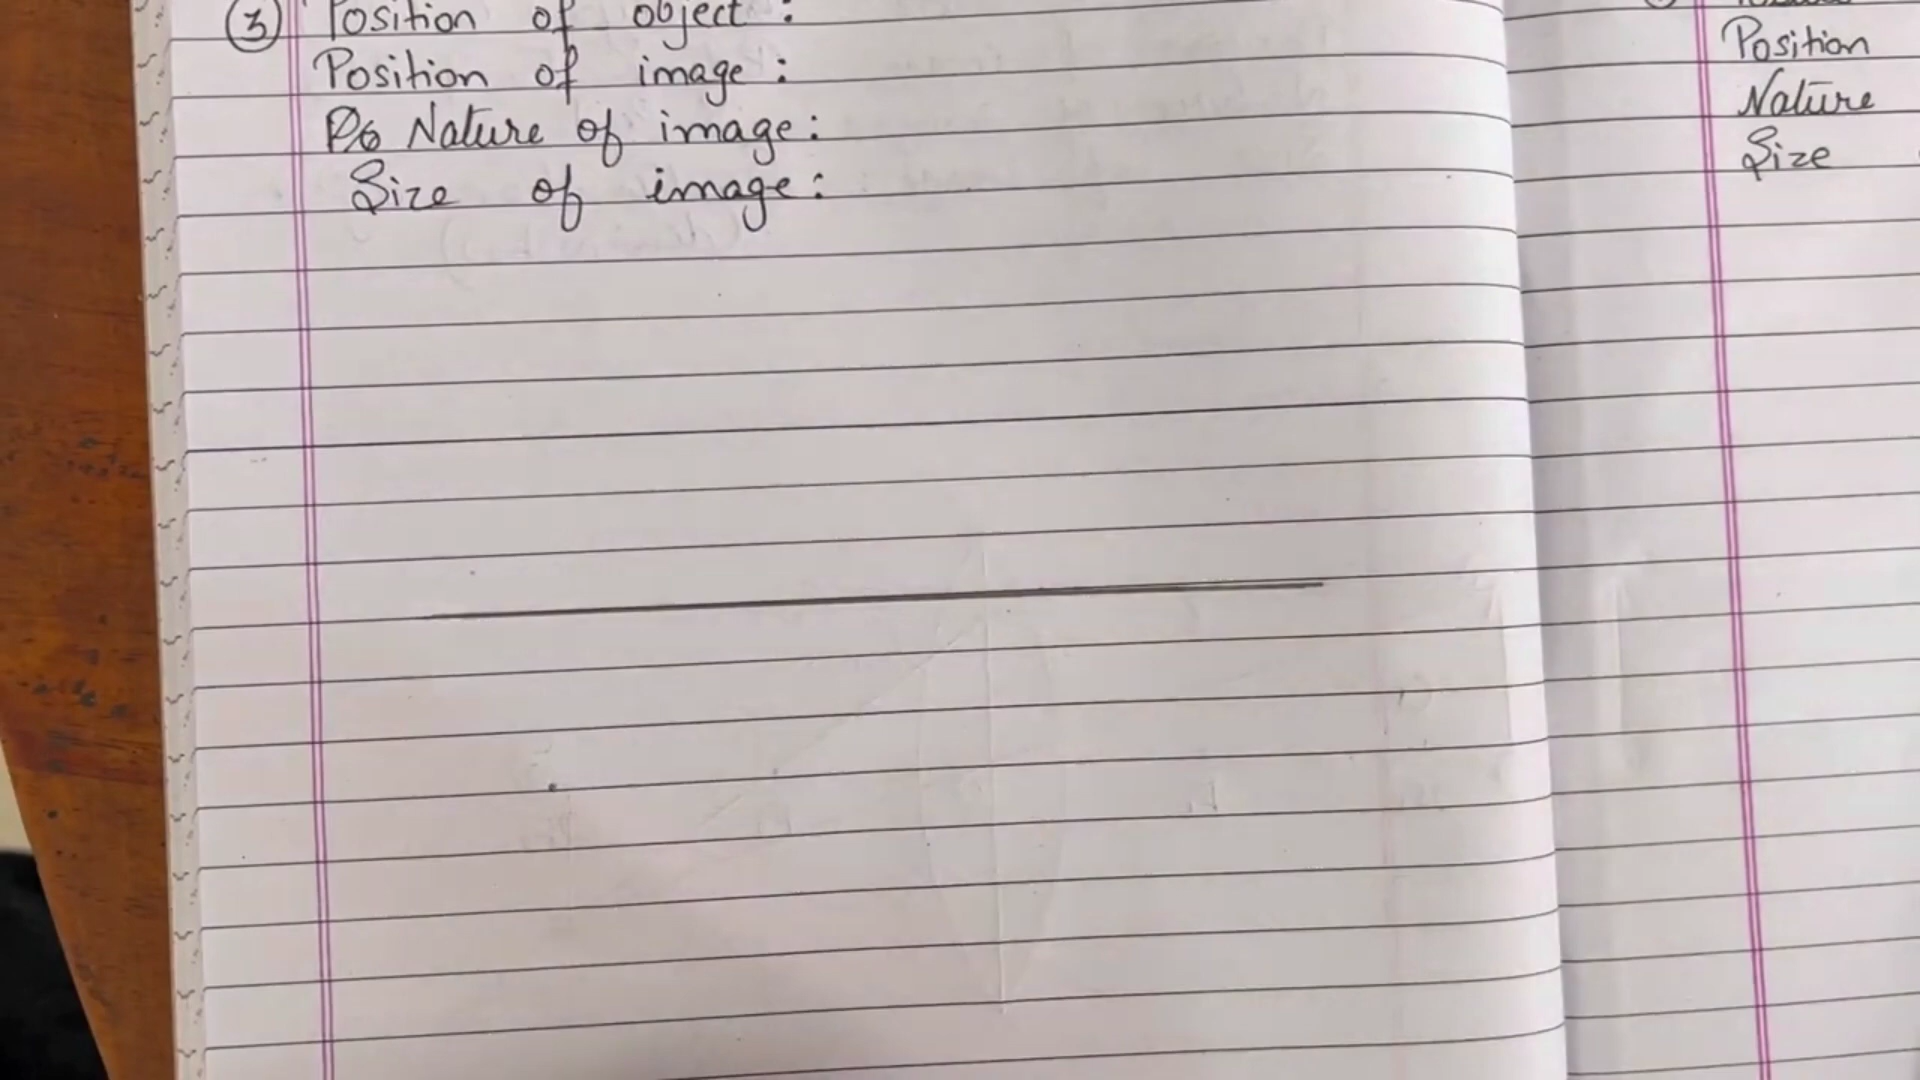 3 Position of object :
Position of image :
Nature of image :
Size of image :
Position
Nature
Size